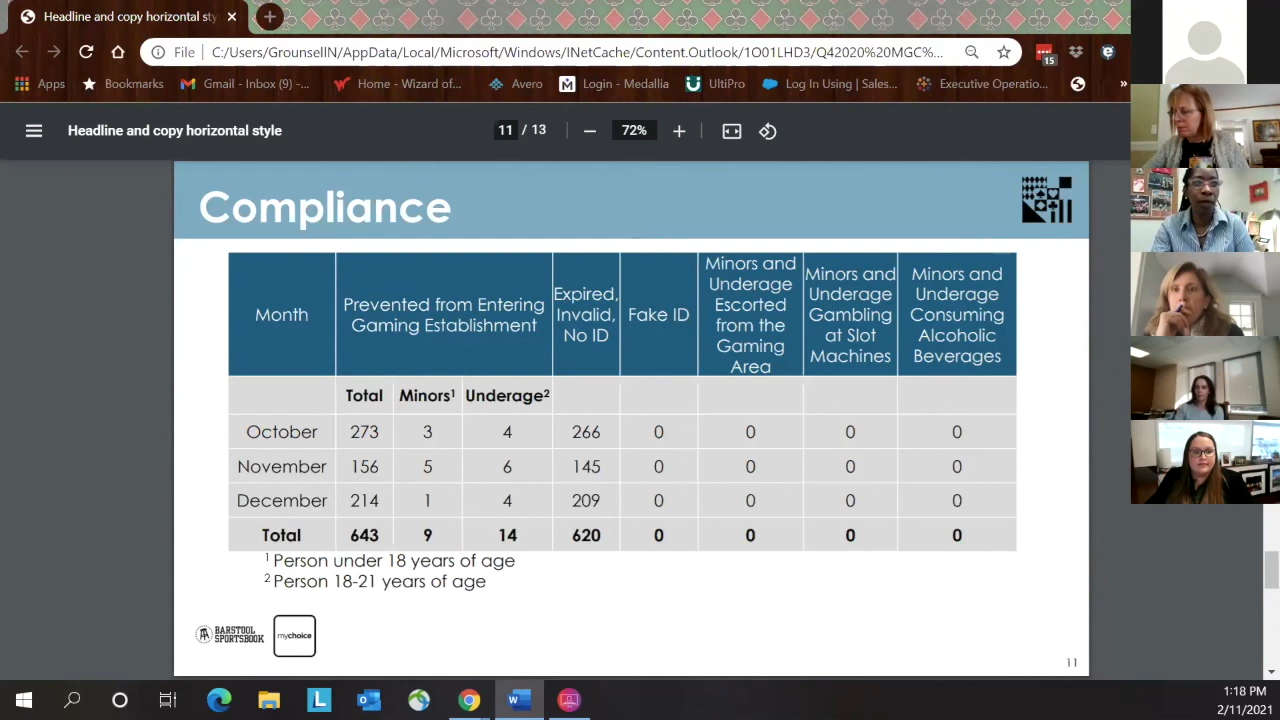 Headline and copy horizontal sty
File
C:/Users/GrounsellN/AppData/Local/Microsoft/Windows/INetCache/Content.Outlook/1O01LHD3/Q42020%20MGC%...
15
Apps
Bookmarks
Gmail - Inbox (9) -...
Home - Wizard of...
Avero
Login - Medallia
UltiPro
Log In Using | Sales...
Executive Operatio...
»
Headline and copy horizontal style
11 / 13
72%
Compliance
Month
Prevented from Entering
Gaming Establishment
Expired,
Invalid,
No ID
Fake ID
Minors and
Underage
Escorted
from the
Gaming
Area
Minors and
Underage
Gambling
at Slot
Machines
Minors and
Underage
Consuming
Alcoholic
Beverages
Total Minors¹ Underage²
October 273 3 4 266 0 0 0 0
November 156 5 6 145 0 0 0 0
December 214 1 4 209 0 0 0 0
Total 643 9 14 620 0 0 0 0
¹ Person under 18 years of age
² Person 18-21 years of age
BARSTOOL
SPORTSBOOK
mychoice
11
1:18 PM
2/11/2021